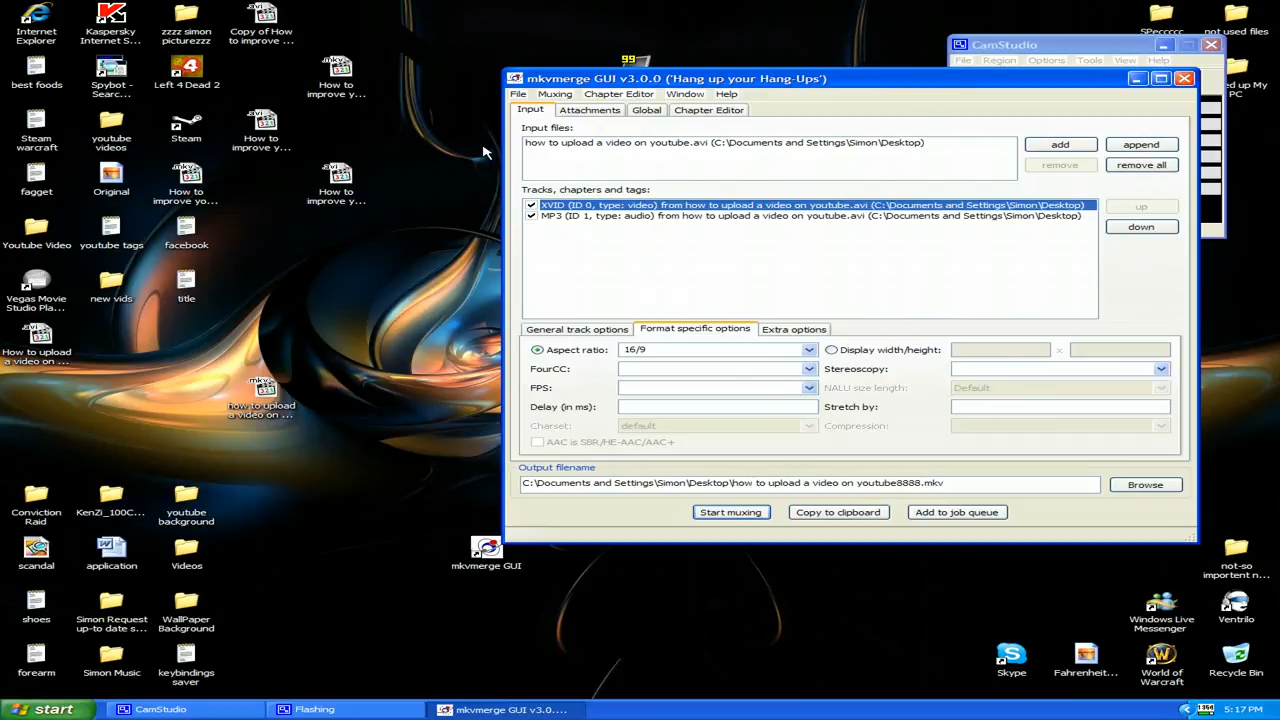 Internet Explorer
Kaspersky Internet S...
zzzz simon picturezzz
Copy of How to improve ...
best foods
Spybot - Searc...
Left 4 Dead 2
How to improve y...
Steam warcraft
youtube videos
Steam
How to improve y...
fagget
Original
How to improve yo...
How to improve y...
Youtube Video
youtube tags
facebook
Vegas Movie Studio Pla...
new vids
title
How to upload a video o...
how to upload a video on ...
Conviction Raid
KenZi_100C...
youtube background
scandal
application
Videos
mkvmerge GUI
shoes
Simon Request up-to date s...
WallPaper Background
forearm
Simon Music
keybindings saver
99
SPeccccc
not used files
CamStudio
File Region Options Tools View Help
mkvmerge GUI v3.0.0 ('Hang up your Hang-Ups')
File Muxing Chapter Editor Window Help
Input Attachments Global Chapter Editor
Input files:
how to upload a video on youtube.avi (C:\Documents and Settings\Simon\Desktop)
add append
remove remove all
Tracks, chapters and tags:
XVID (ID 0, type: video) from how to upload a video on youtube.avi (C:\Documents and Settings\Simon\Desktop)
MP3 (ID 1, type: audio) from how to upload a video on youtube.avi (C:\Documents and Settings\Simon\Desktop)
up
down
General track options Format specific options Extra options
Aspect ratio: 16/9 Display width/height: x
FourCC: Stereoscopy:
FPS: NALU size length: Default
Delay (in ms): Stretch by:
Charset: default Compression:
AAC is SBR/HE-AAC/AAC+
Output filename
C:\Documents and Settings\Simon\Desktop\how to upload a video on youtube8888.mkv
Browse
Start muxing Copy to clipboard Add to job queue
ed up My PC
not-so importent n...
Windows Live Messenger
Ventrilo
Skype
Fahrenheit...
World of Warcraft
Recycle Bin
start
CamStudio
Flashing
mkvmerge GUI v3.0....
5:17 PM